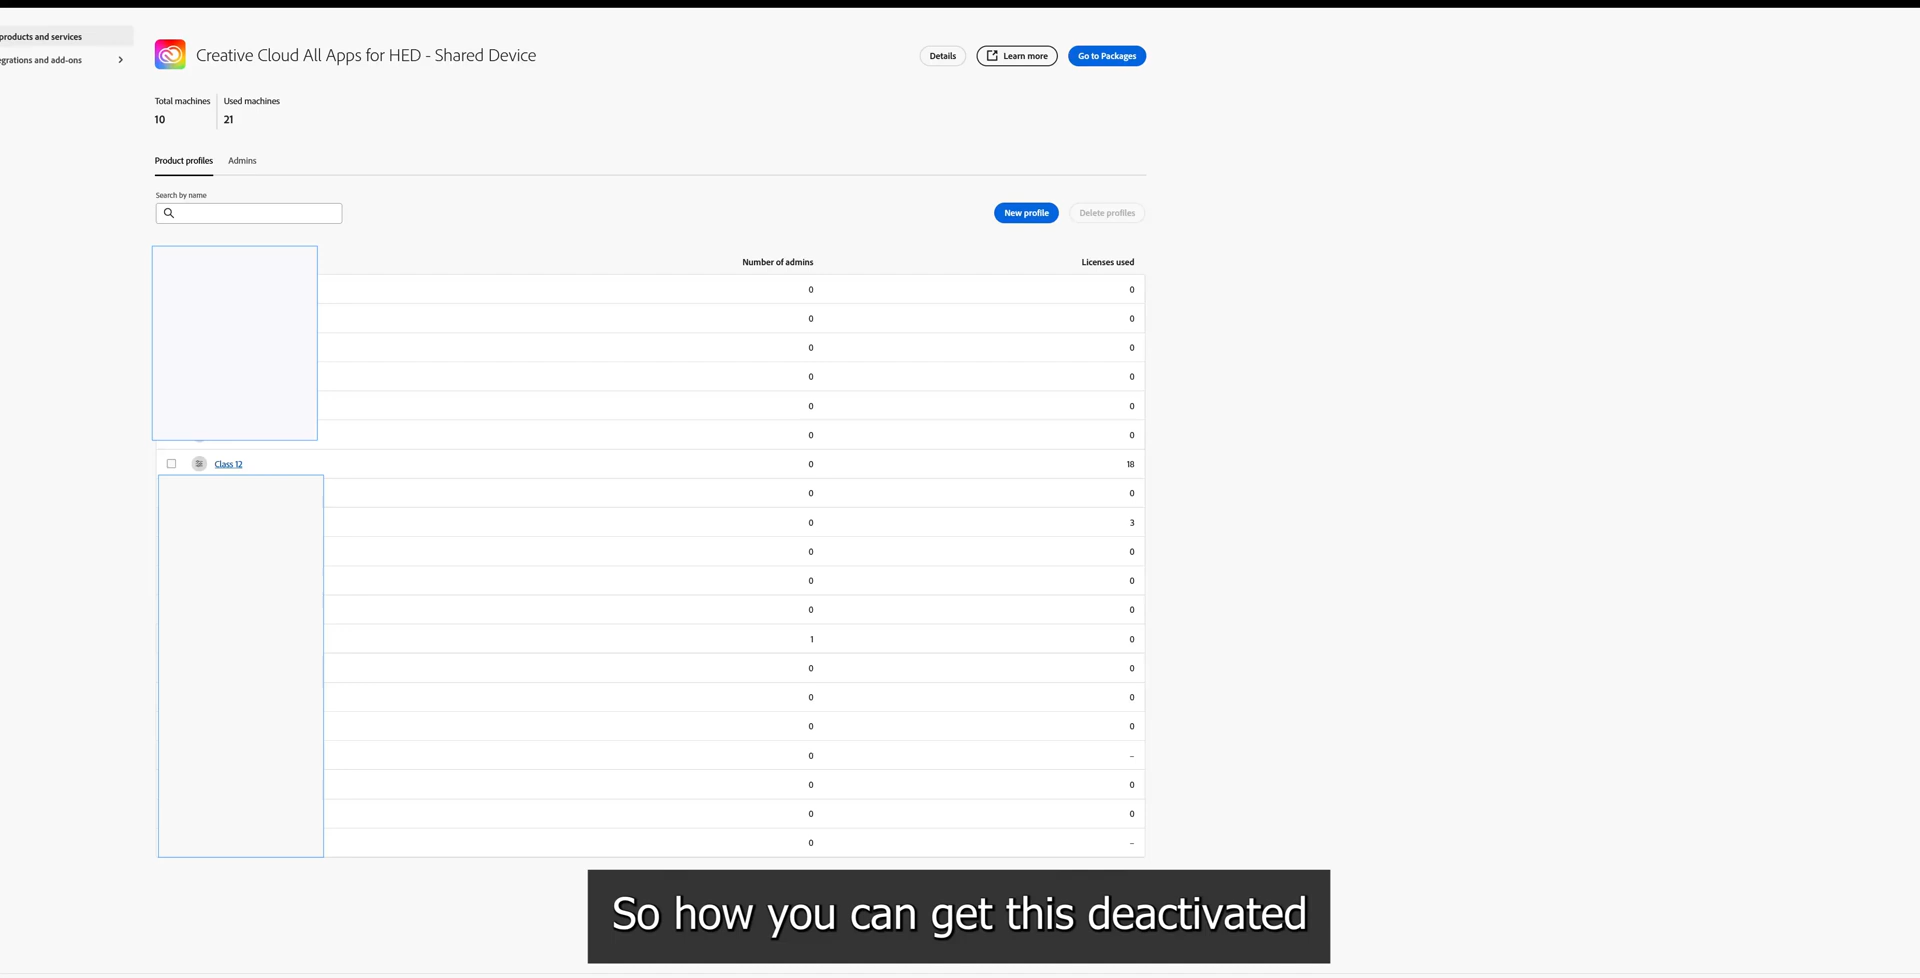 products and services
egrations and add-ons
Creative Cloud All Apps for HED - Shared Device
Details
Learn more
Go to Packages
Total machines
10
Used machines
21
Product profiles
Admins
Search by name
New profile
Delete profiles
Number of admins Licenses used
0 0
0 0
0 0
0 0
0 0
0 0
Class 12 0 18
0 0
0 3
0 0
0 0
0 0
1 0
0 0
0 0
0 0
0 –
0 0
0 0
0 –
So how you can get this deactivated